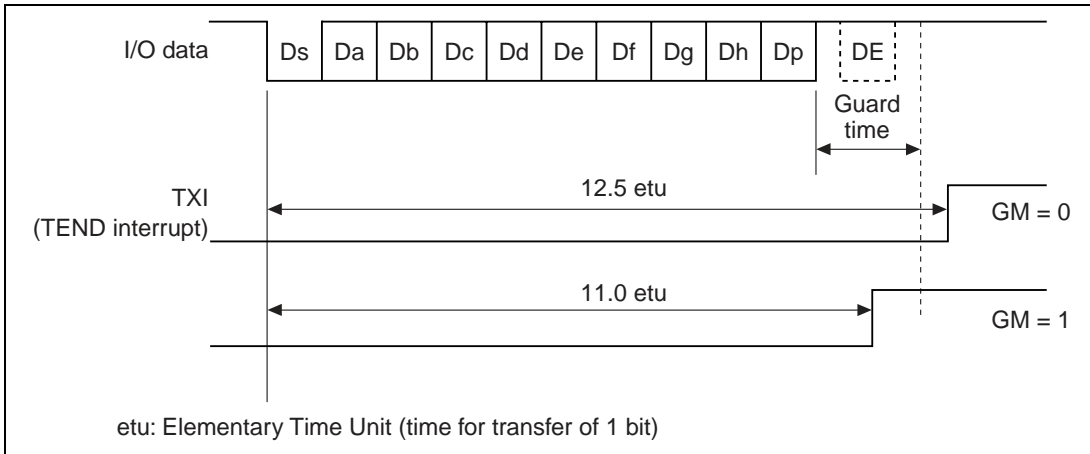 I/O data
Ds Da Db Dc Dd De Df Dg Dh Dp DE
Guard
time
TXI
(TEND interrupt)
12.5 etu
GM = 0
11.0 etu
GM = 1
etu: Elementary Time Unit (time for transfer of 1 bit)